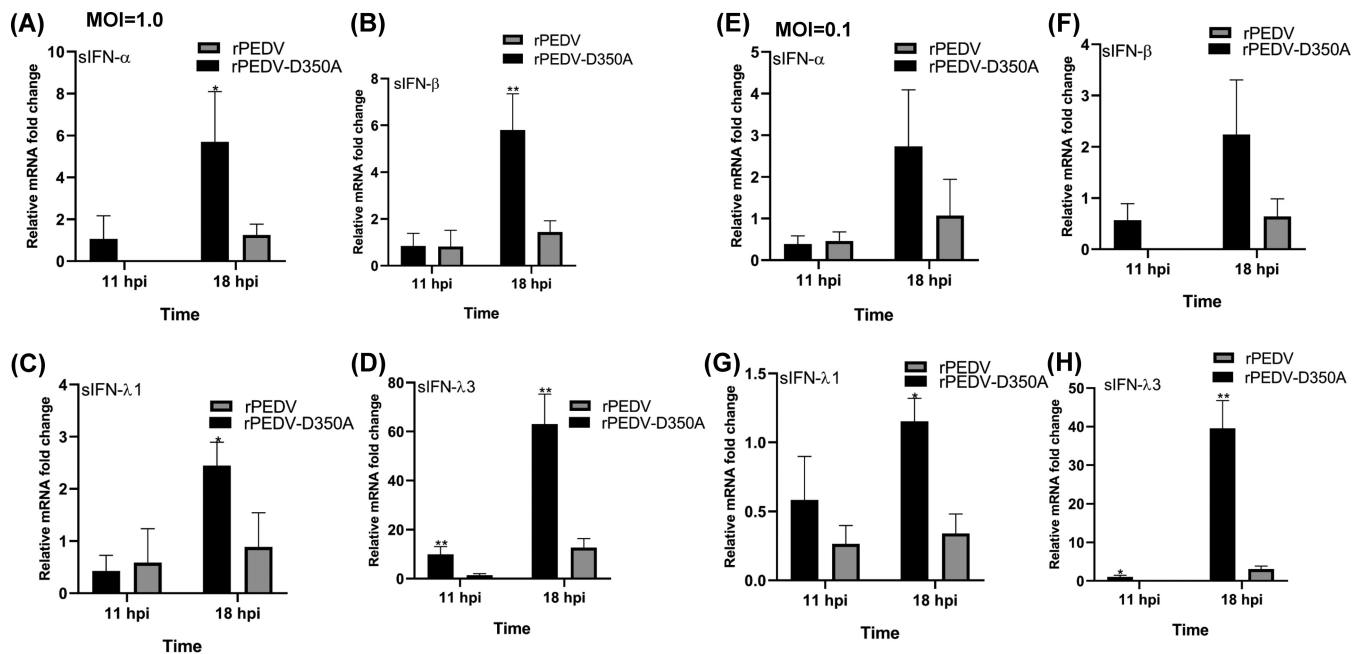 (A)
MOI=1.0
sIFN-α
rPEDV
rPEDV-D350A
Relative mRNA fold change
10
8
6
4
2
0
*
11 hpi
18 hpi
Time
(B)
sIFN-β
rPEDV
rPEDV-D350A
Relative mRNA fold change
8
6
4
2
0
**
11 hpi
18 hpi
Time
(E)
MOI=0.1
sIFN-α
rPEDV
rPEDV-D350A
Relative mRNA fold change
5
4
3
2
1
0
11 hpi
18 hpi
Time
(F)
sIFN-β
rPEDV
rPEDV-D350A
Relative mRNA fold change
4
3
2
1
0
11 hpi
18 hpi
Time
(C)
sIFN-λ1
rPEDV
rPEDV-D350A
Relative mRNA fold change
4
3
2
1
0
*
11 hpi
18 hpi
Time
(D)
sIFN-λ3
rPEDV
rPEDV-D350A
Relative mRNA fold change
80
60
40
20
0
**
**
11 hpi
18 hpi
Time
(G)
sIFN-λ1
rPEDV
rPEDV-D350A
Relative mRNA fold change
1.5
1.0
0.5
0.0
*
11 hpi
18 hpi
Time
(H)
sIFN-λ3
rPEDV
rPEDV-D350A
Relative mRNA fold change
50
40
30
20
10
0
*
**
11 hpi
18 hpi
Time